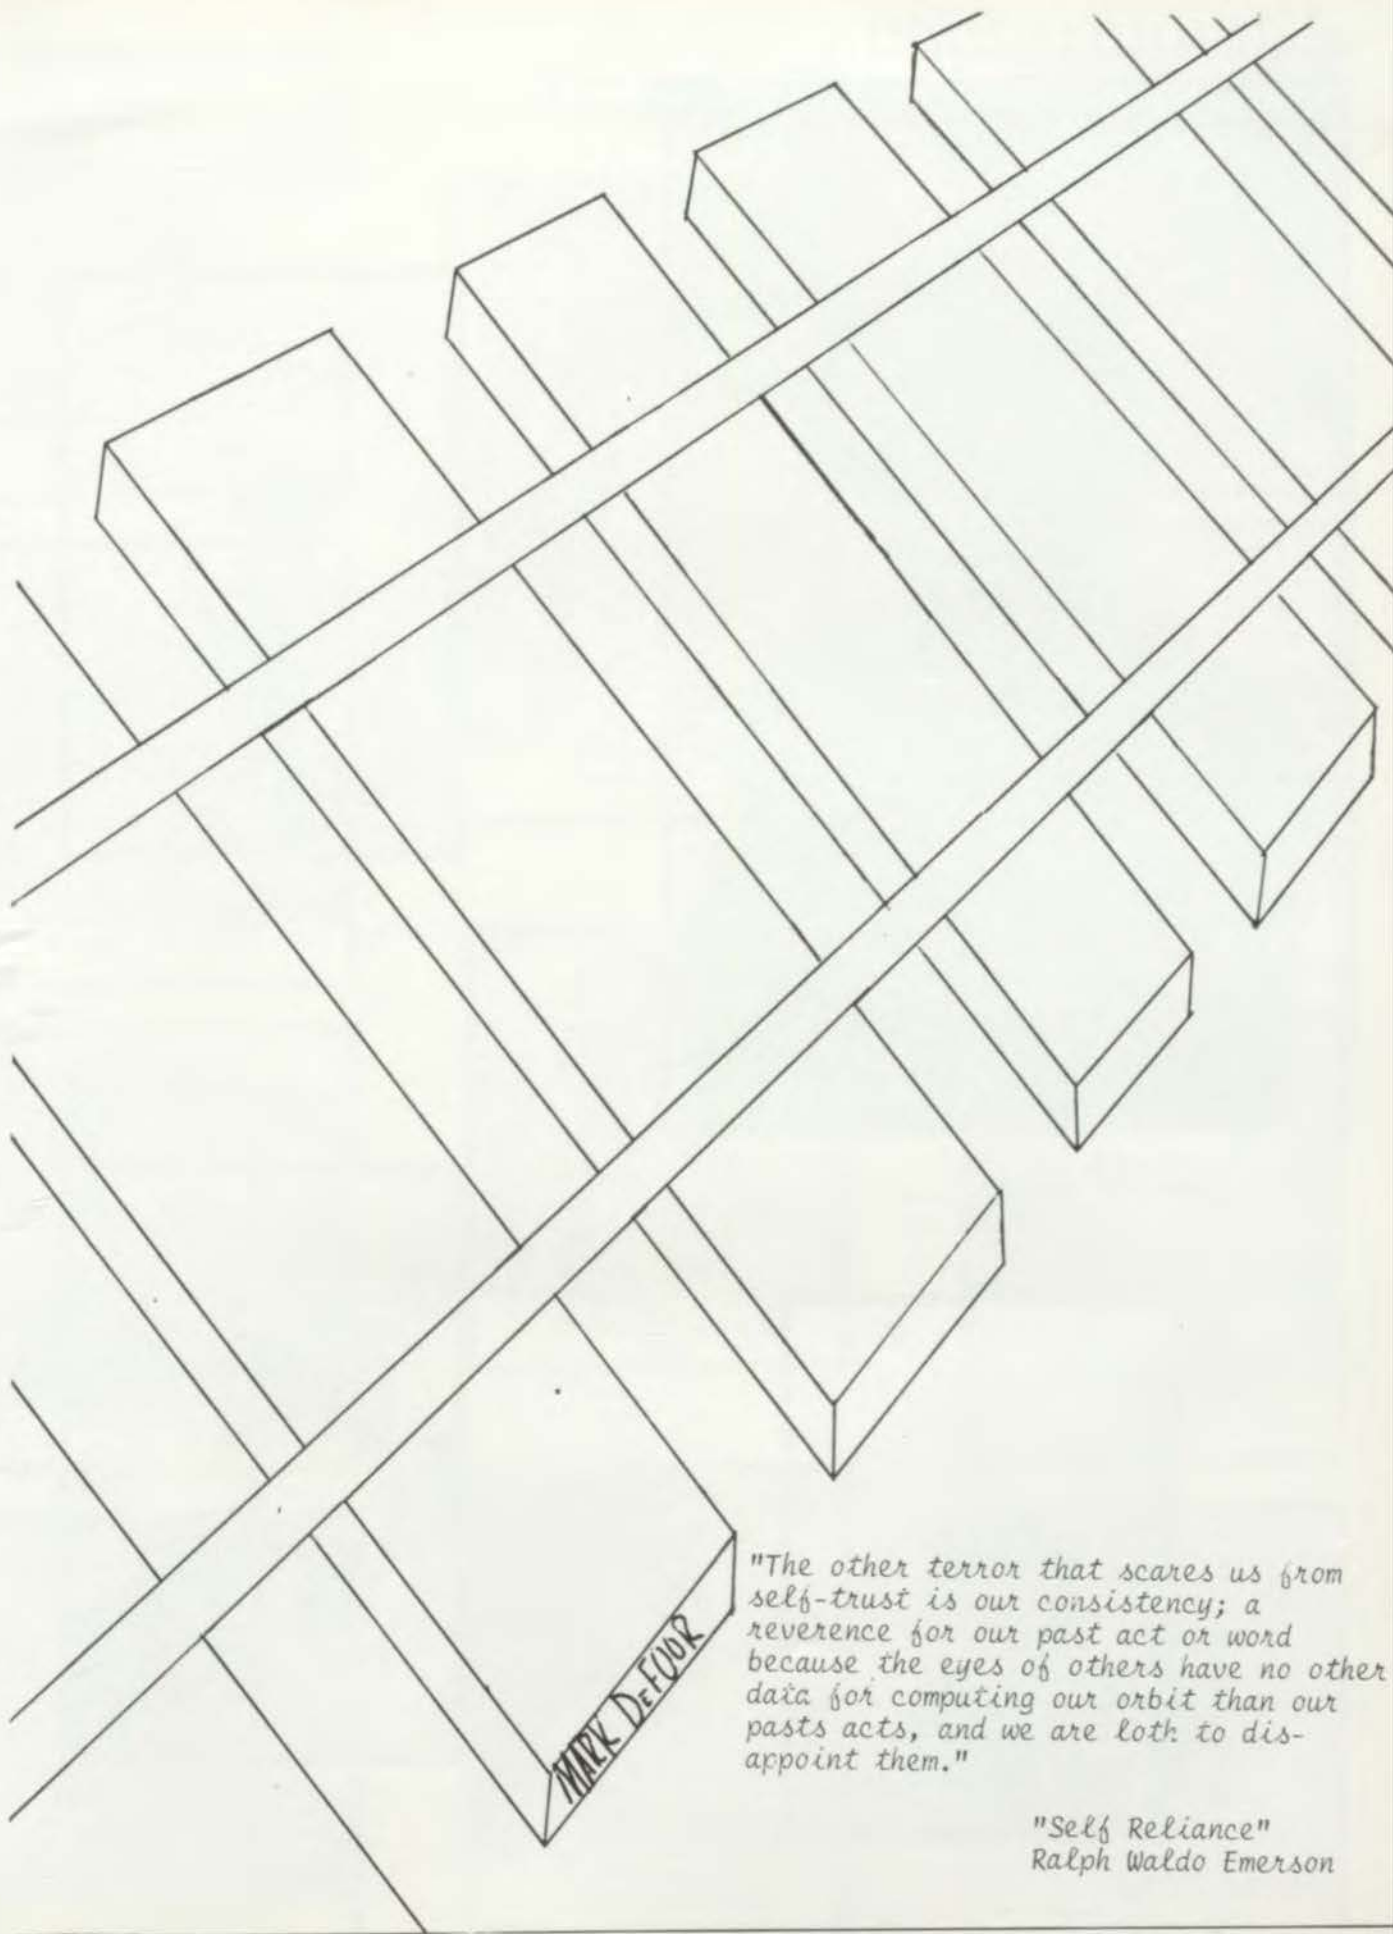 MARK DEFOOR
"The other terror that scares us from
self-trust is our consistency; a
reverence for our past act or word
because the eyes of others have no other
data for computing our orbit than our
pasts acts, and we are loth to dis-
appoint them."
"Self Reliance"
Ralph Waldo Emerson